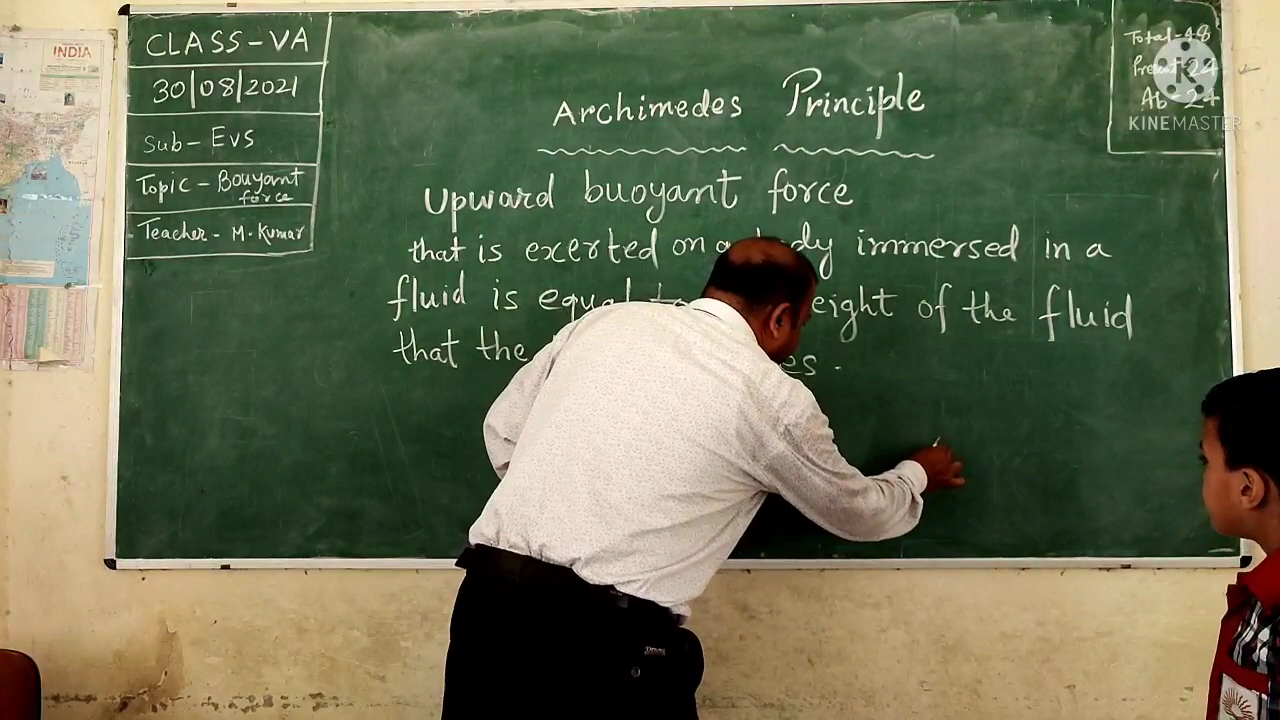 CLASS-VA
30/08/2021
Sub- EVS
Topic - Bouyant
force
Teacher - M. Kumar
Archimedes Principle
Upward buoyant force
that is exerted on a body immersed in a
fluid is equal to eight of the fluid
that the es.
Total-48
Present-24
Ab-24
KINEMASTER
INDIA